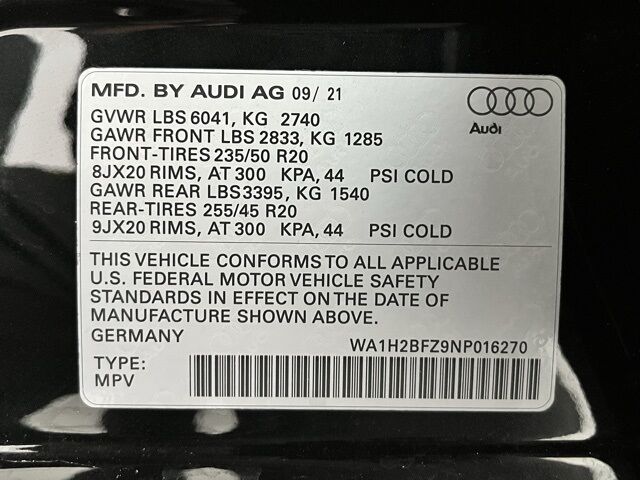 MFD. BY AUDI AG 09/ 21
Audi
GVWR LBS 6041, KG 2740
GAWR FRONT LBS 2833, KG 1285
FRONT-TIRES 235/50 R20
8JX20 RIMS, AT 300 KPA, 44 PSI COLD
GAWR REAR LBS3395, KG 1540
REAR-TIRES 255/45 R20
9JX20 RIMS, AT 300 KPA, 44 PSI COLD
THIS VEHICLE CONFORMS TO ALL APPLICABLE
U.S. FEDERAL MOTOR VEHICLE SAFETY
STANDARDS IN EFFECT ON THE DATE OF
MANUFACTURE SHOWN ABOVE.
GERMANY WA1H2BFZ9NP016270
TYPE:
MPV